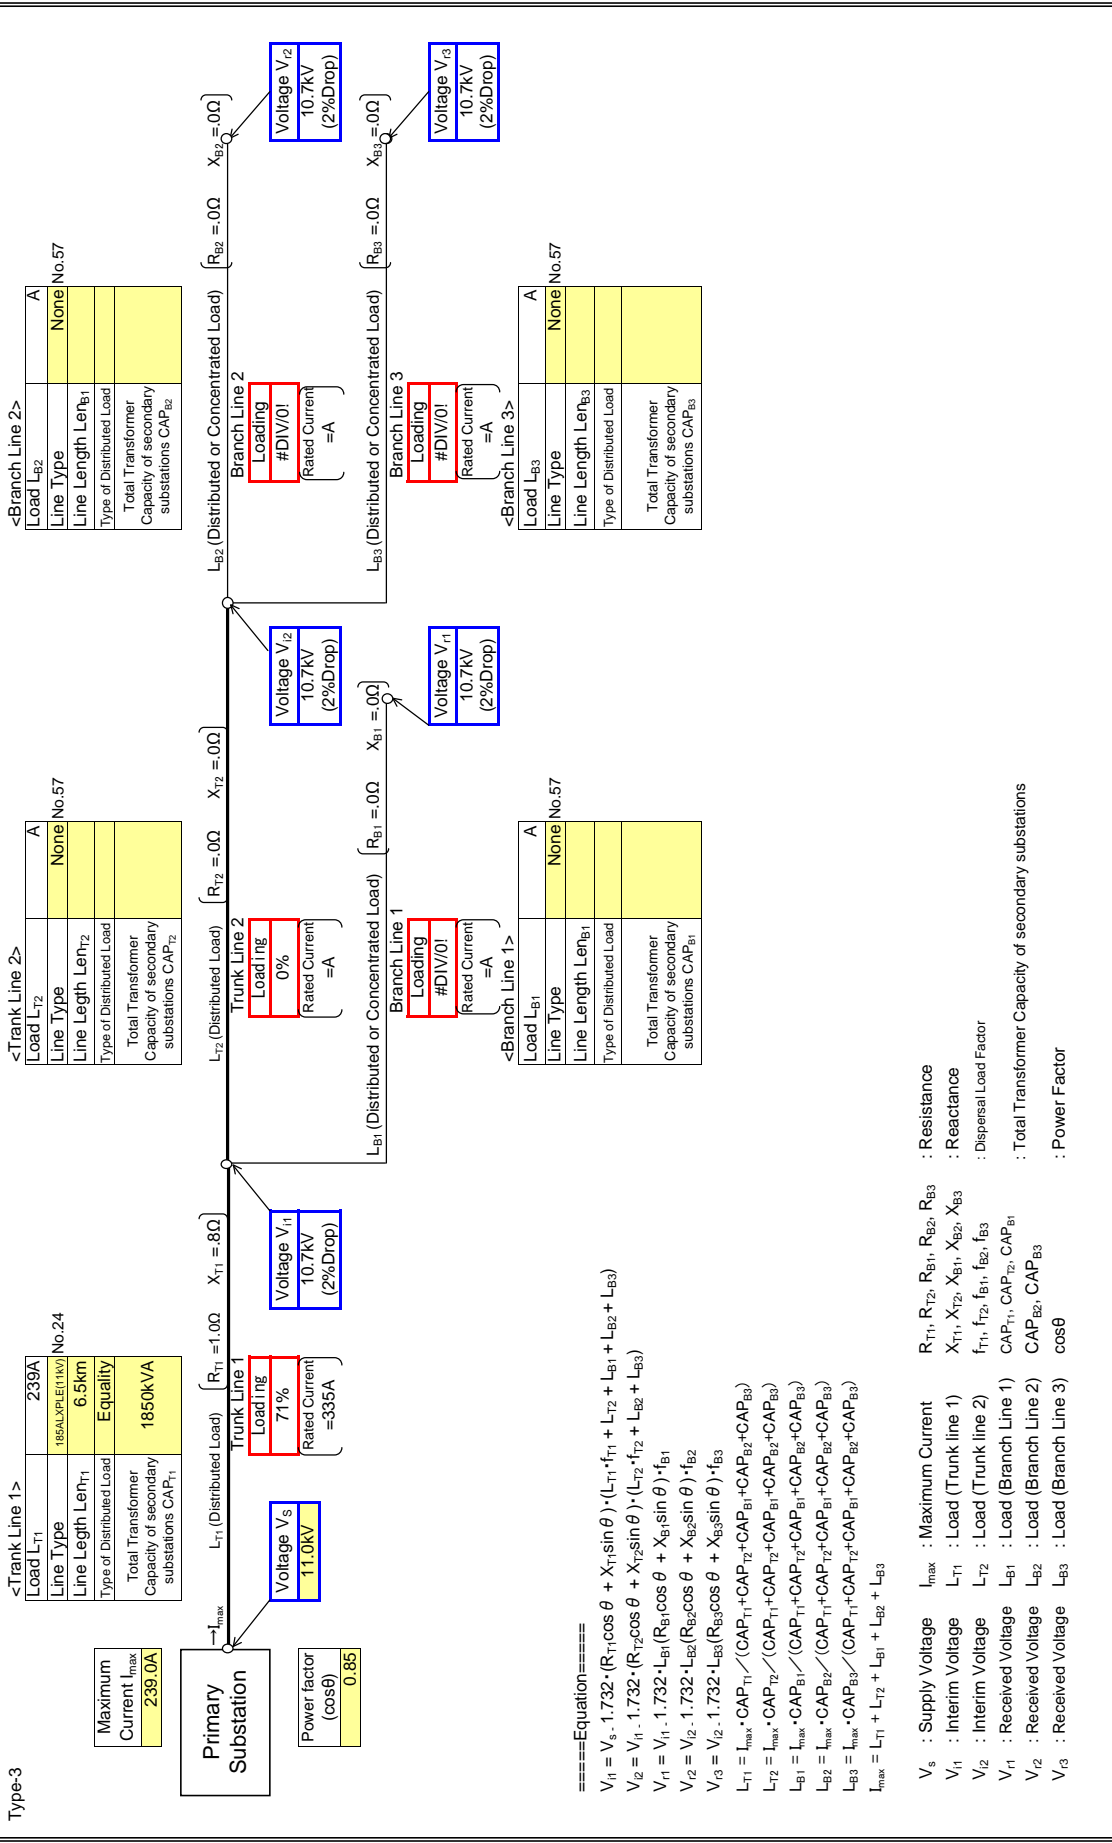 Type-3
Maximum
Current Imax
239.0A
Primary
Substation
Power factor
(cosθ)
0.85
→Imax
Voltage VS
11.0kV
<Trank Line 1>
Load LT1 239A
Line Type 185ALXPLE(11kV) No.24
Line Legth LenT1 6.5km
Type of Distributed Load Equality
Total Transformer
Capacity of secondary
substations CAPT1
1850kVA
LT1 (Distributed Load) RT1 =1.0Ω XT1 =.8Ω
Trunk Line 1
Loading
71%
Rated Current
=335A
Voltage Vi1
10.7kV
(2%Drop)
<Trank Line 2>
Load LT2 A
Line Type None No.57
Line Length LenT2
Type of Distributed Load
Total Transformer
Capacity of secondary
substations CAPT2
LT2 (Distributed Load) RT2 =.0Ω XT2 =.0Ω
Trunk Line 2
Loading
0%
Rated Current
=A
Voltage Vi2
10.7kV
(2%Drop)
LB1 (Distributed or Concentrated Load) RB1 =.0Ω XB1 =.0Ω
Branch Line 1
Loading
#DIV/0!
Rated Current
=A
Voltage Vr1
10.7kV
(2%Drop)
<Branch Line 1>
Load LB1 A
Line Type None No.57
Line Length LenB1
Type of Distributed Load
Total Transformer
Capacity of secondary
substations CAPB1
<Branch Line 2>
Load LB2 A
Line Type None No.57
Line Length LenB1
Type of Distributed Load
Total Transformer
Capacity of secondary
substations CAPB2
LB2 (Distributed or Concentrated Load) RB2 =.0Ω XB2 =.0Ω
Branch Line 2
Loading
#DIV/0!
Rated Current
=A
Voltage Vr2
10.7kV
(2%Drop)
LB3 (Distributed or Concentrated Load) RB3 =.0Ω XB3 =.0Ω
Branch Line 3
Loading
#DIV/0!
Rated Current
=A
Voltage Vr3
10.7kV
(2%Drop)
<Branch Line 3>
Load LB3 A
Line Type None No.57
Line Length LenB3
Type of Distributed Load
Total Transformer
Capacity of secondary
substations CAPB3
=====Equation=====
Vi1 = Vs - 1.732・(RT1cos θ + XT1sin θ)・(LT1・fT1 + LT2 + LB1 + LB2 + LB3)
Vi2 = Vi1 - 1.732・(RT2cos θ + XT2sin θ)・(LT2・fT2 + LB2 + LB3)
Vr1 = Vi1 - 1.732・LB1(RB1cos θ + XB1sin θ)・fB1
Vr2 = Vi2 - 1.732・LB2(RB2cos θ + XB2sin θ)・fB2
Vr3 = Vi2 - 1.732・LB3(RB3cos θ + XB3sin θ)・fB3
LT1 = Imax・CAPT1／(CAPT1+CAPT2+CAPB1+CAPB2+CAPB3)
LT2 = Imax・CAPT2／(CAPT1+CAPT2+CAPB1+CAPB2+CAPB3)
LB1 = Imax・CAPB1／(CAPT1+CAPT2+CAPB1+CAPB2+CAPB3)
LB2 = Imax・CAPB2／(CAPT1+CAPT2+CAPB1+CAPB2+CAPB3)
LB3 = Imax・CAPB3／(CAPT1+CAPT2+CAPB1+CAPB2+CAPB3)
Imax = LT1 + LT2 + LB1 + LB2 + LB3
Vs : Supply Voltage Imax : Maximum Current RT1, RT2, RB1, RB2, RB3 : Resistance
Vi1 : Interim Voltage LT1 : Load (Trunk line 1) XT1, XT2, XB1, XB2, XB3 : Reactance
Vi2 : Interim Voltage LT2 : Load (Trunk line 2) fT1, fT2, fB1, fB2, fB3 : Dispersal Load Factor
Vr1 : Received Voltage LB1 : Load (Branch Line 1) CAPT1, CAPT2, CAPB1
Vr2 : Received Voltage LB2 : Load (Branch Line 2) CAPB2, CAPB3 : Total Transformer Capacity of secondary substations
Vr3 : Received Voltage LB3 : Load (Branch Line 3) cosθ : Power Factor